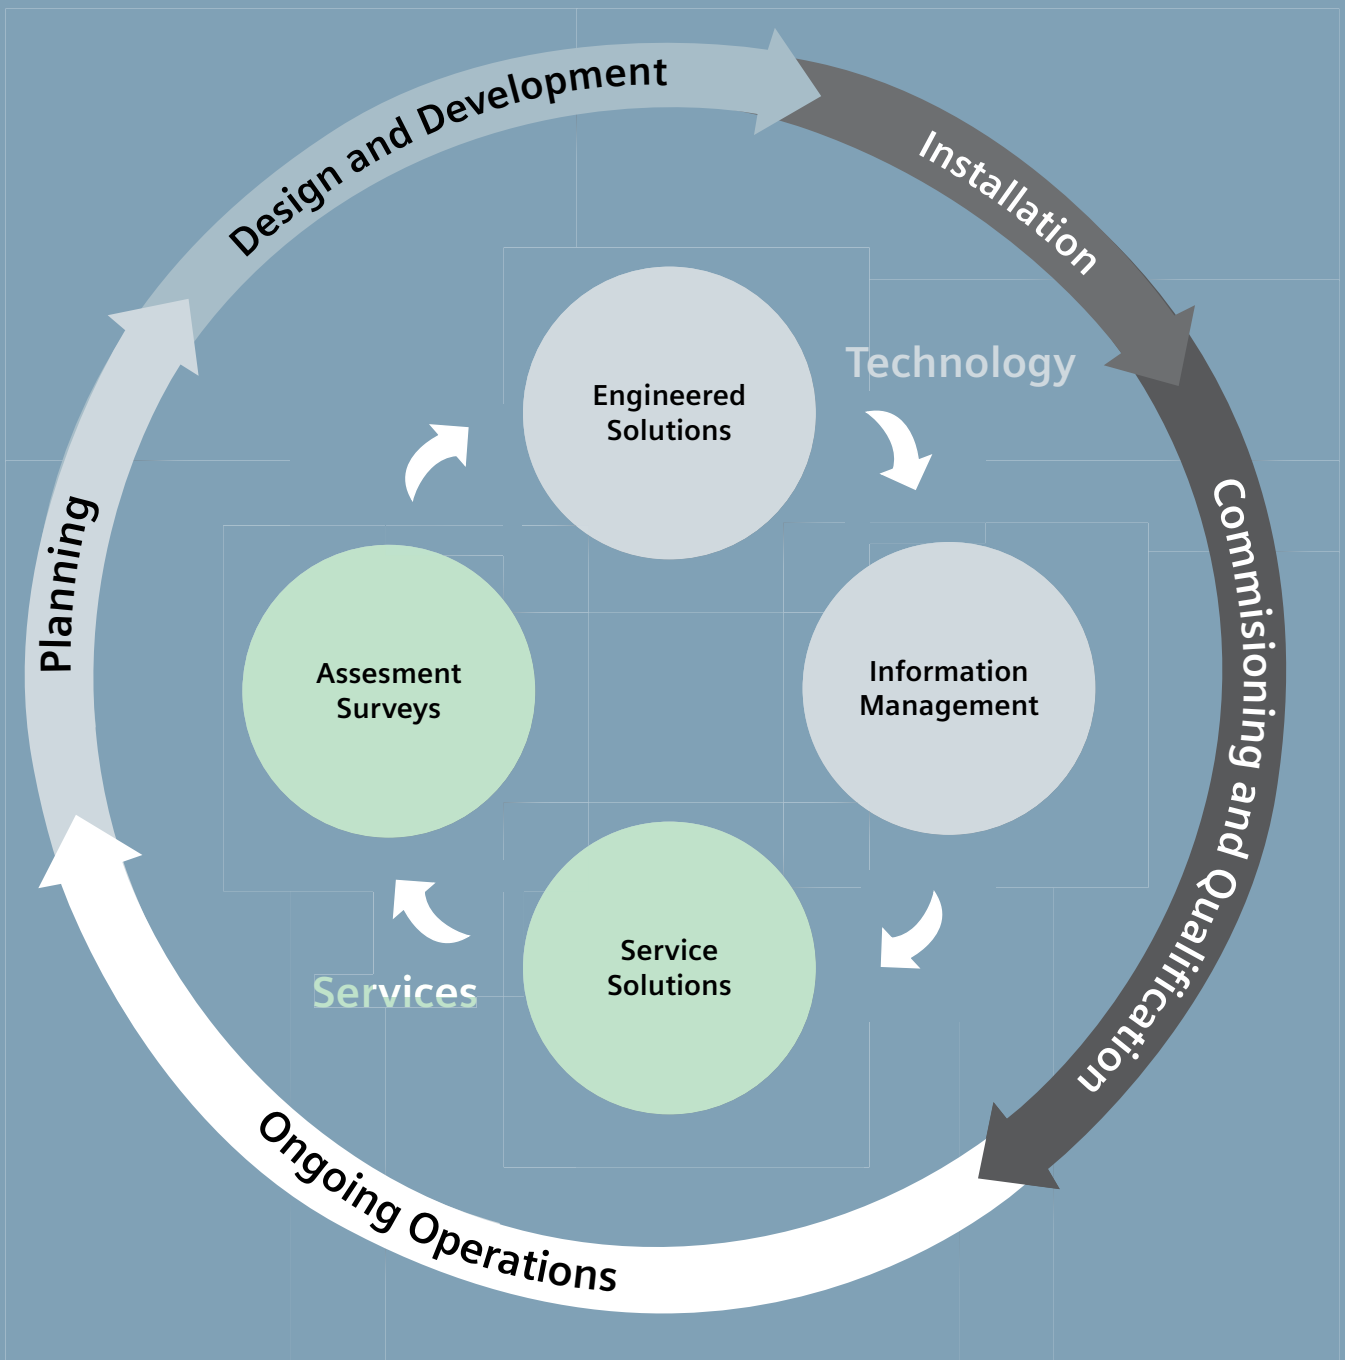 Design and Development
Installation
Technology
Engineered
Solutions
Planning
Commisioning and Qualification
Assesment
Surveys
Information
Management
Service
Solutions
Services
Ongoing Operations